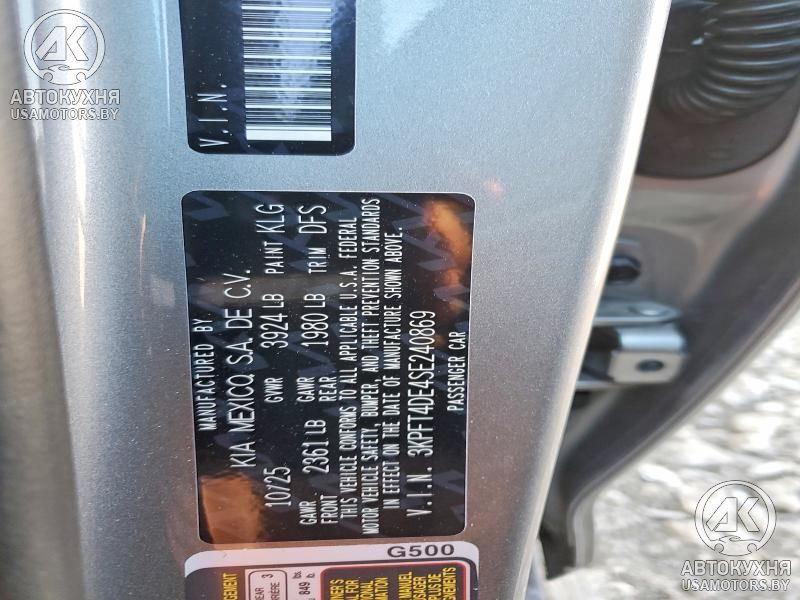 АВТОКУХНЯ
USAMOTORS.BY
V.I.N.
MANUFACTURED BY
KIA MEXICO, S.A. DE C.V.
10/25 GVWR 3924 LB PAINT KLG
GAWR FRONT 2361 LB GAWR REAR 1980 LB TRIM DFS
THIS VEHICLE CONFORMS TO ALL APPLICABLE U.S.A. FEDERAL
MOTOR VEHICLE SAFETY, BUMPER, AND THEFT PREVENTION STANDARDS
IN EFFECT ON THE DATE OF MANUFACTURE SHOWN ABOVE.
V.I.N. 3KPFT4DE4SE240869
PASSENGER CAR
G500
3
849
АВТОКУХНЯ
USAMOTORS.BY